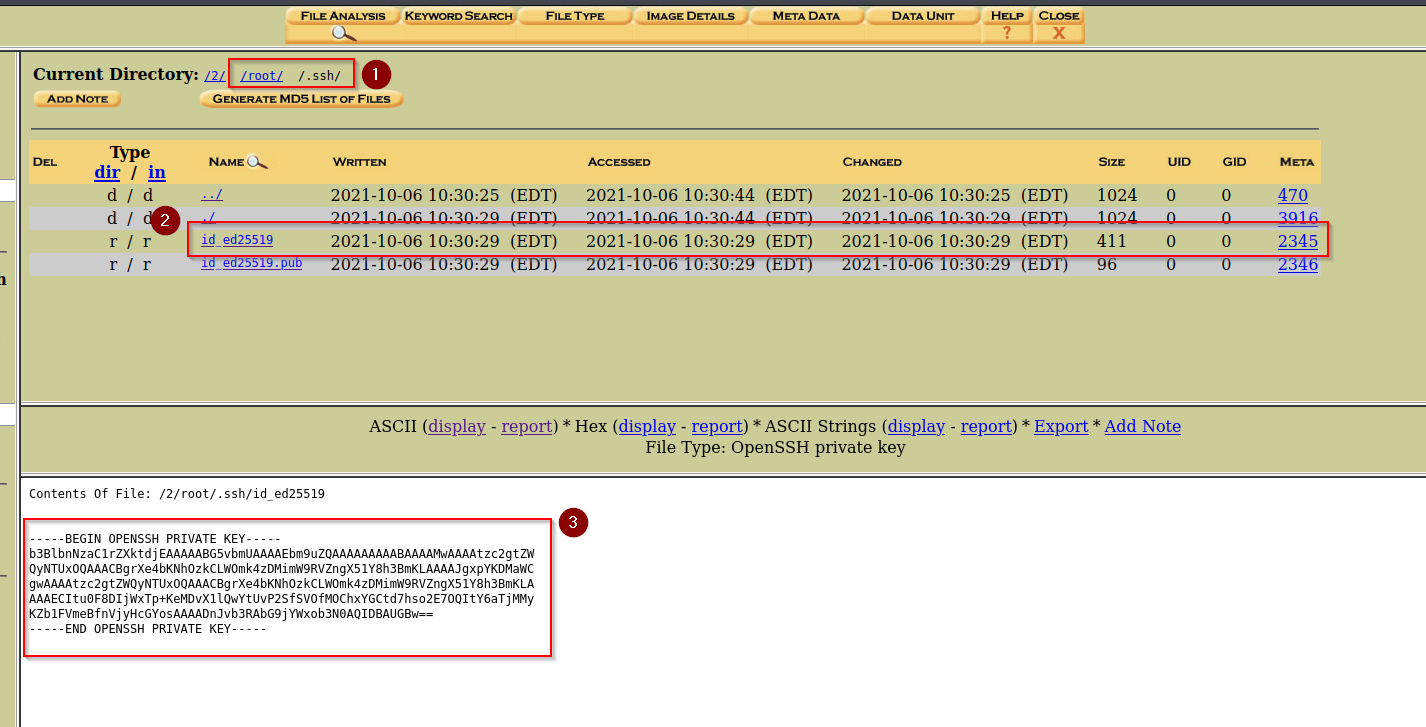 FILE ANALYSIS KEYWORD SEARCH FILE TYPE IMAGE DETAILS META DATA DATA UNIT HELP CLOSE
? X
Current Directory: /2/ /root/ /.ssh/ 1
ADD NOTE GENERATE MD5 LIST OF FILES
DEL Type dir / in NAME WRITTEN ACCESSED CHANGED SIZE UID GID META
d / d ../ 2021-10-06 10:30:25 (EDT) 2021-10-06 10:30:44 (EDT) 2021-10-06 10:30:25 (EDT) 1024 0 0 470
d / d 2 ./ 2021-10-06 10:30:29 (EDT) 2021-10-06 10:30:44 (EDT) 2021-10-06 10:30:29 (EDT) 1024 0 0 3916
r / r id_ed25519 2021-10-06 10:30:29 (EDT) 2021-10-06 10:30:29 (EDT) 2021-10-06 10:30:29 (EDT) 411 0 0 2345
r / r id_ed25519.pub 2021-10-06 10:30:29 (EDT) 2021-10-06 10:30:29 (EDT) 2021-10-06 10:30:29 (EDT) 96 0 0 2346
ASCII (display - report) * Hex (display - report) * ASCII Strings (display - report) * Export * Add Note
File Type: OpenSSH private key
Contents Of File: /2/root/.ssh/id_ed25519
3
-----BEGIN OPENSSH PRIVATE KEY-----
b3BlbnNzaC1rZXktdjEAAAAABG5vbmUAAAAEbm9uZQAAAAAAAAABAAAAMwAAAAtzc2gtZW
QyNTUxOQAAACBgrXe4bKNhOzkCLWOmk4zDMimW9RVZngX51Y8h3BmKLAAAAJgxpYKDMaWC
gwAAAAtzc2gtZWQyNTUxOQAAACBgrXe4bKNhOzkCLWOmk4zDMimW9RVZngX51Y8h3BmKLA
AAAECItu0F8DIjWxTp+KeMDvX1lQwYtUvP2SfSVOfMOChxYGCtd7hso2E7OQItY6aTjMMy
KZb1FVmeBfnVjyHcGYosAAAADnJvb3RAbG9jYWxob3N0AQIDBAUGBw==
-----END OPENSSH PRIVATE KEY-----